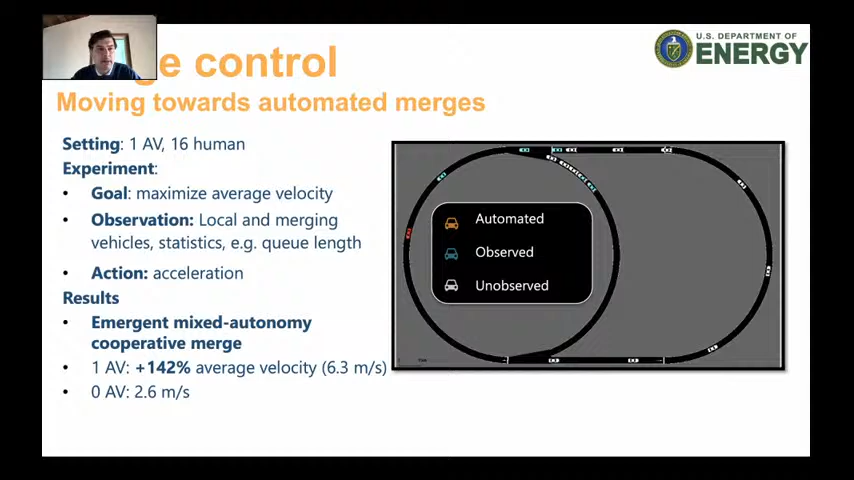 ge control
Moving towards automated merges
U.S. DEPARTMENT OF
ENERGY
Setting: 1 AV, 16 human
Experiment:
• Goal: maximize average velocity
• Observation: Local and merging
vehicles, statistics, e.g. queue length
• Action: acceleration
Results
• Emergent mixed-autonomy
cooperative merge
• 1 AV: +142% average velocity (6.3 m/s)
• 0 AV: 2.6 m/s
Automated
Observed
Unobserved